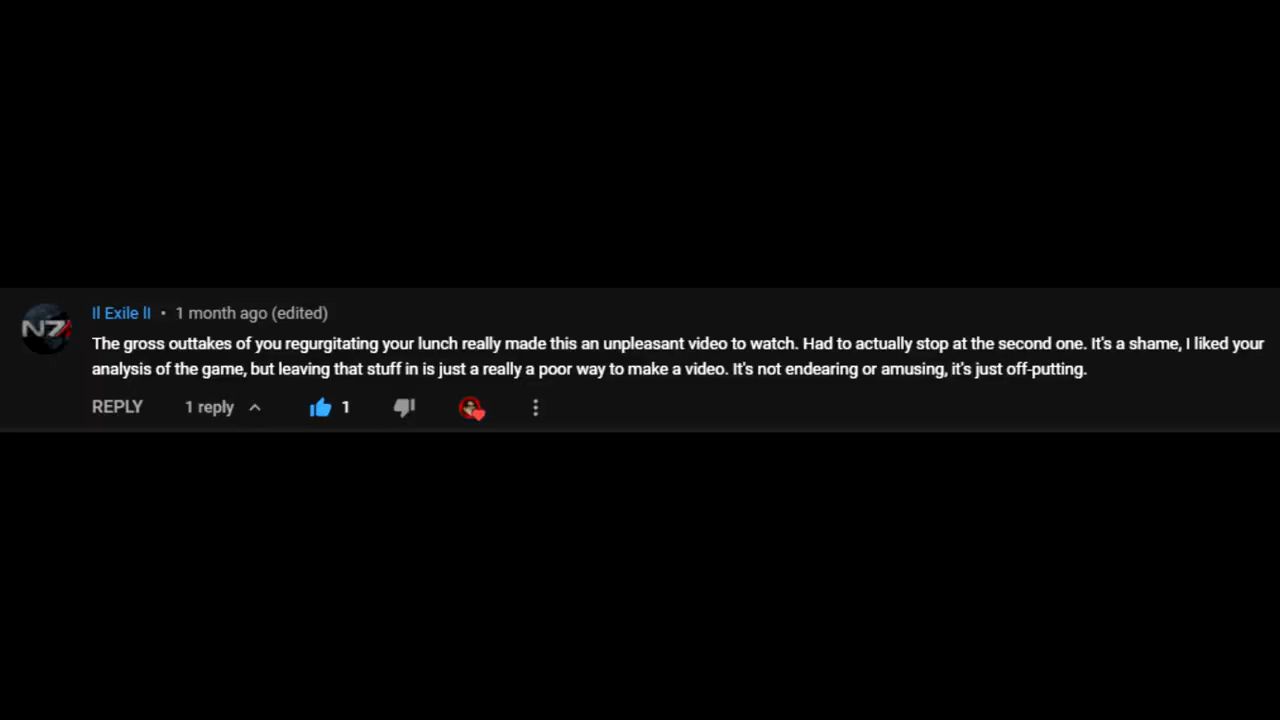 Il Exile lI • 1 month ago (edited)
The gross outtakes of you regurgitating your lunch really made this an unpleasant video to watch. Had to actually stop at the second one. It's a shame, I liked your
analysis of the game, but leaving that stuff in is just a really a poor way to make a video. It's not endearing or amusing, it's just off-putting.
REPLY 1 reply 1
N7